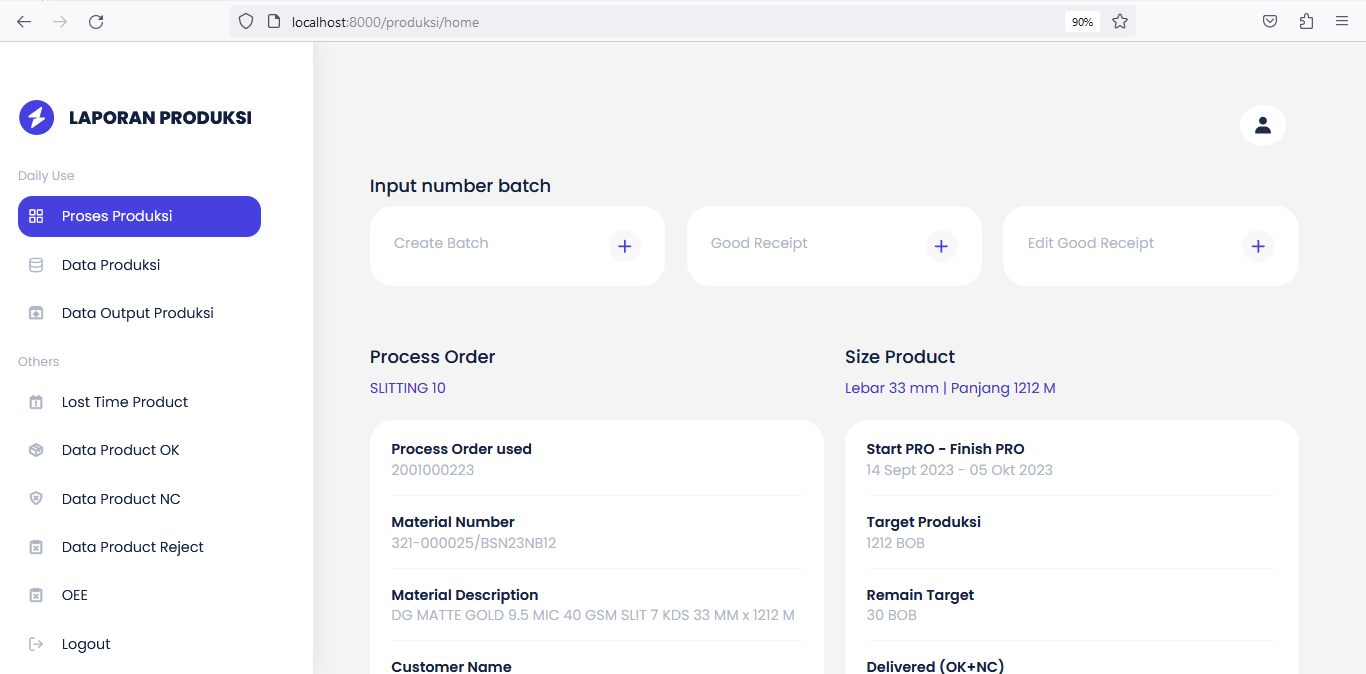 localhost:8000/produksi/home
90%
LAPORAN PRODUKSI
Daily Use
Proses Produksi
Data Produksi
Data Output Produksi
Others
Lost Time Product
Data Product OK
Data Product NC
Data Product Reject
OEE
Logout
Input number batch
Create Batch
Good Receipt
Edit Good Receipt
Process Order
SLITTING 10
Process Order used
2001000223
Material Number
321-000025/BSN23NB12
Material Description
DG MATTE GOLD 9.5 MIC 40 GSM SLIT 7 KDS 33 MM x 1212 M
Customer Name
Size Product
Lebar 33 mm | Panjang 1212 M
Start PRO - Finish PRO
14 Sept 2023 - 05 Okt 2023
Target Produksi
1212 BOB
Remain Target
30 BOB
Delivered (OK+NC)